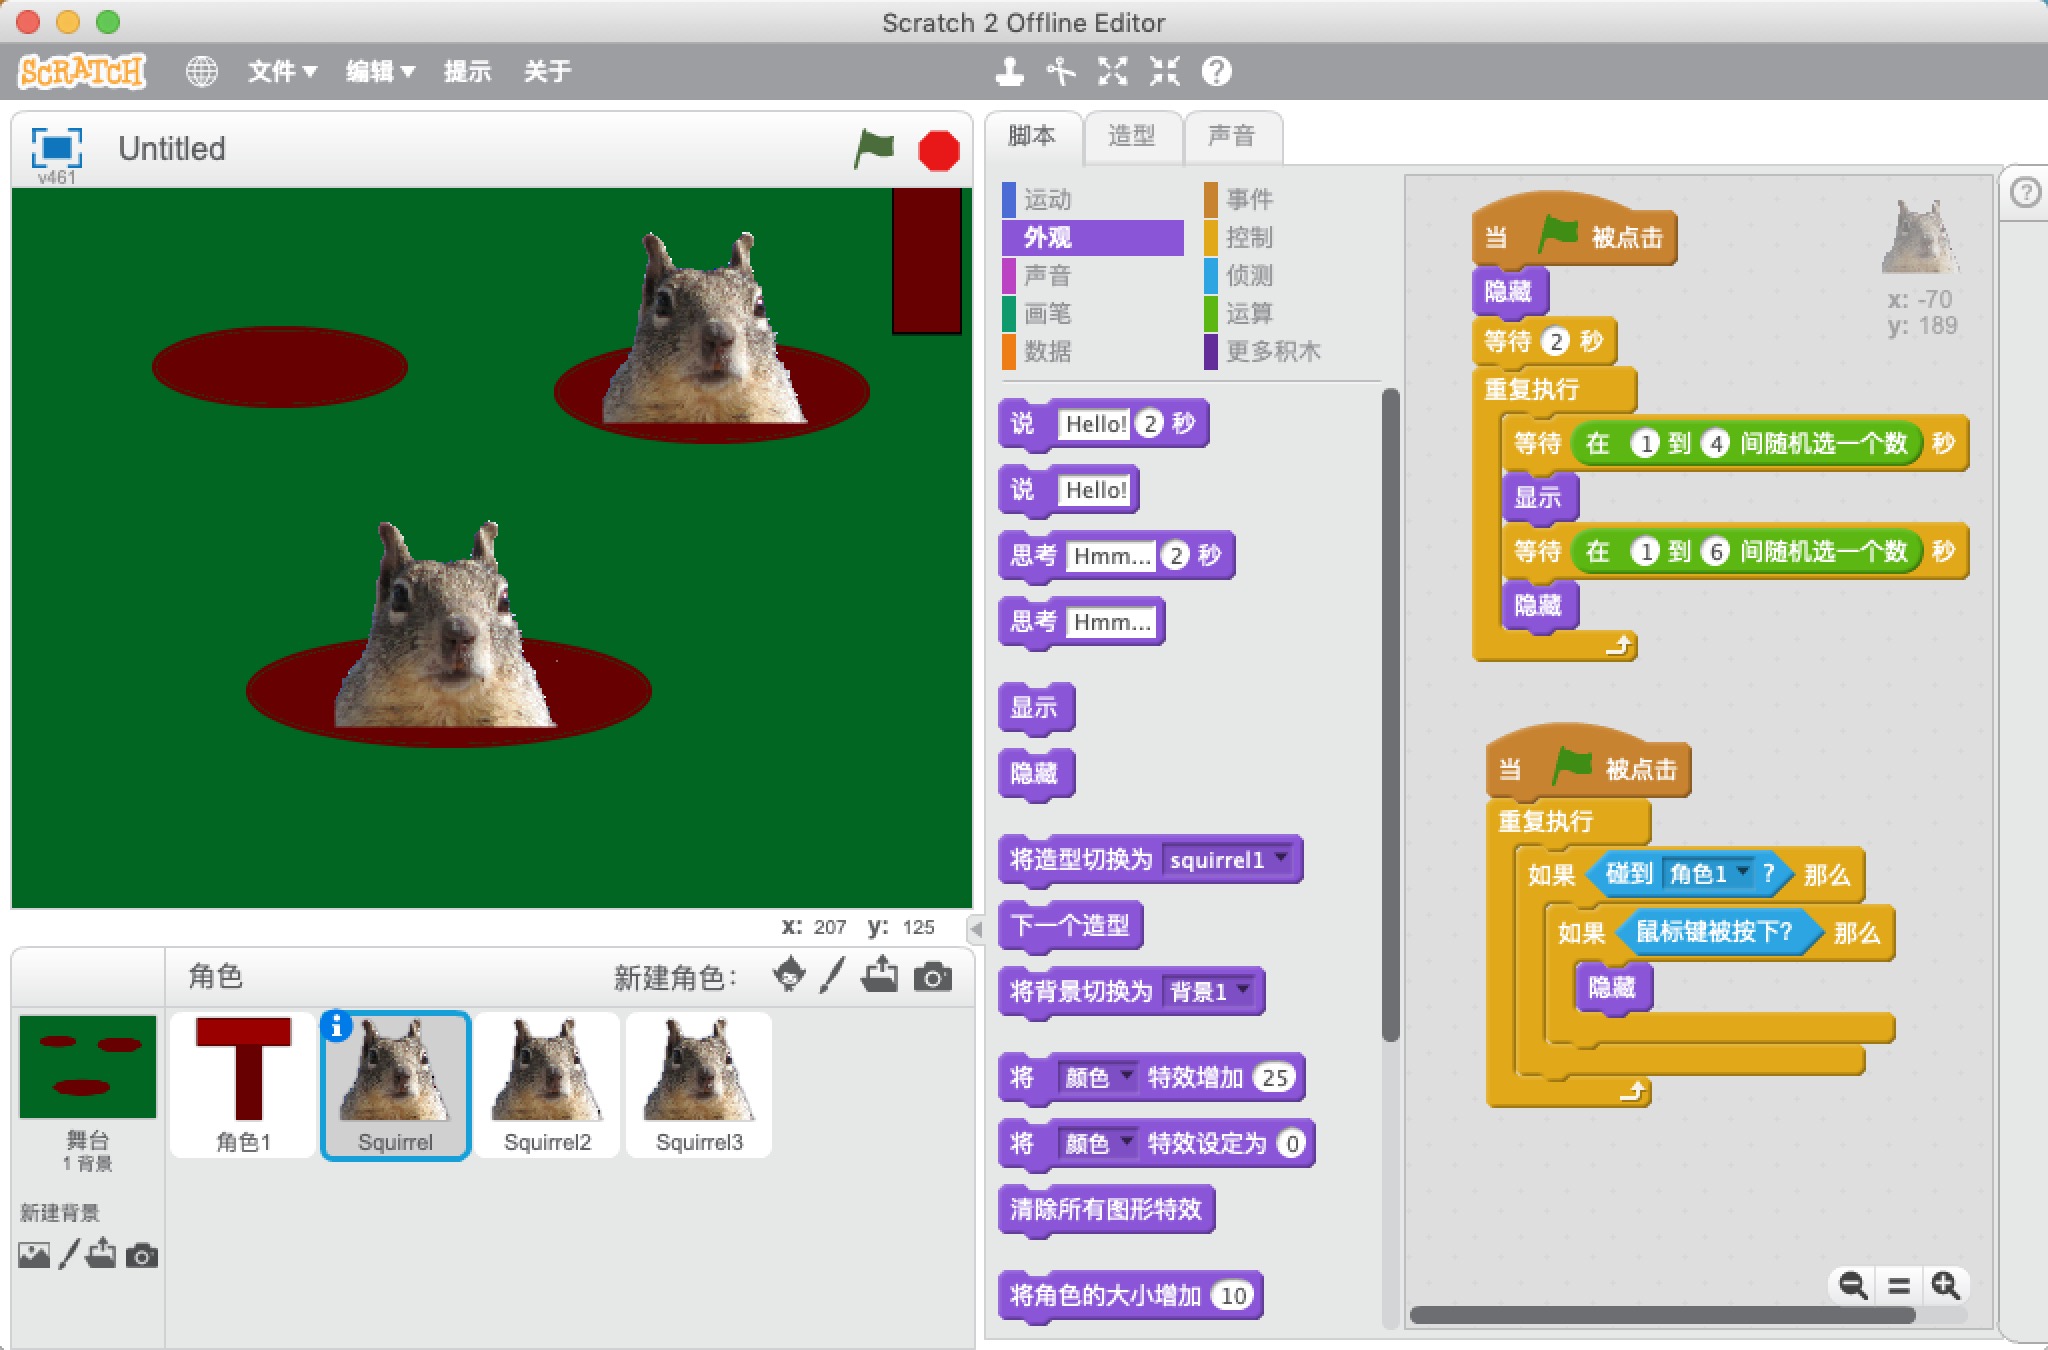 Scratch 2 Offline Editor
SCRATCH 文件 编辑 提示 关于
Untitled
v461
x: 207 y: 125
角色 新建角色:
舞台
1 背景
新建背景
角色1 Squirrel Squirrel2 Squirrel3
脚本 造型 声音
运动 事件
外观 控制
声音 侦测
画笔 运算
数据 更多积木
说 Hello! 2 秒
说 Hello!
思考 Hmm... 2 秒
思考 Hmm...
显示
隐藏
将造型切换为 squirrel1
下一个造型
将背景切换为 背景1
将 颜色 特效增加 25
将 颜色 特效设定为 0
清除所有图形特效
将角色的大小增加 10
当 被点击
隐藏
等待 2 秒
重复执行
等待 在 1 到 4 间随机选一个数 秒
显示
等待 在 1 到 6 间随机选一个数 秒
隐藏
当 被点击
重复执行
如果 碰到 角色1 ? 那么
如果 鼠标键被按下? 那么
隐藏
x: -70
y: 189